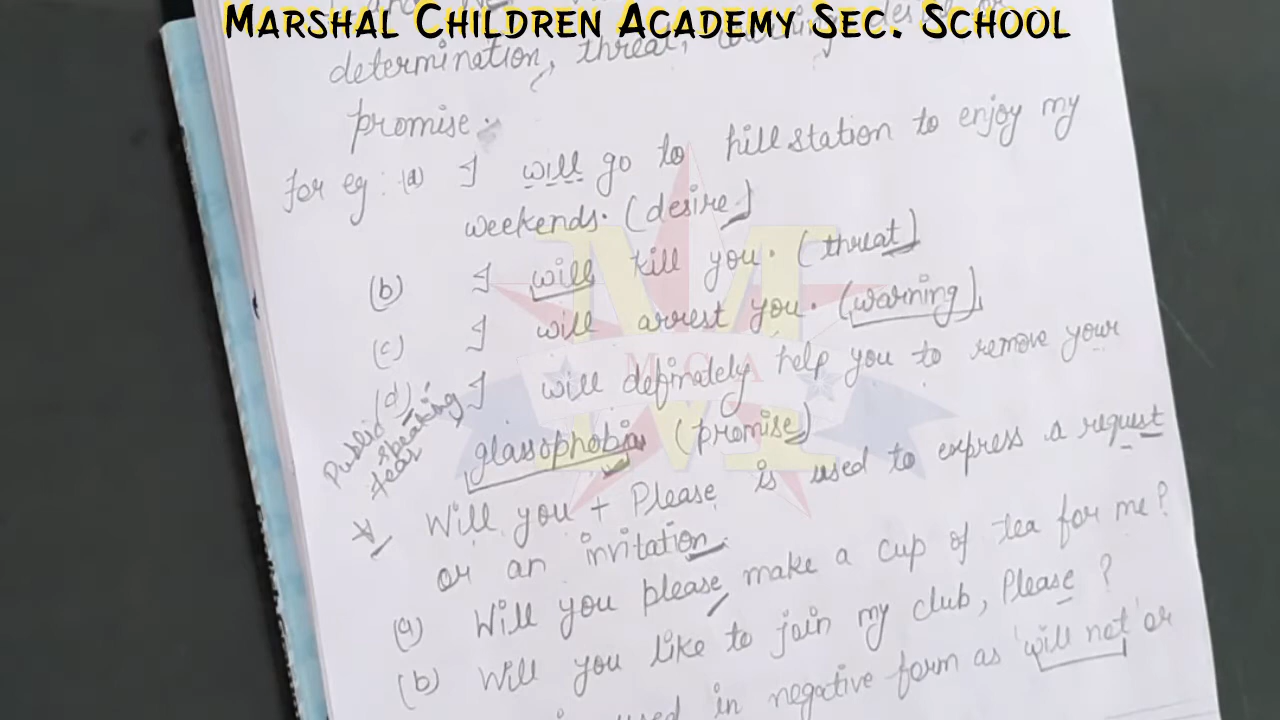 MARSHAL CHILDREN ACADEMY SEC. SCHOOL
determination, threat,
promise.
for eg: (a) I will go to hill station to enjoy my
weekends. (desire)
(b) I will kill you. (threat)
(c) I will arrest you. (warning)
(d) I will definately help you to remove your
glassophobia (promise)
Public speaking fear
Will you + Please is used to express a request
or an invitation.
(a) Will you please make a cup of tea for me?
(b) Will you like to join my club, Please?
used in negative form as 'will not' or
M C A